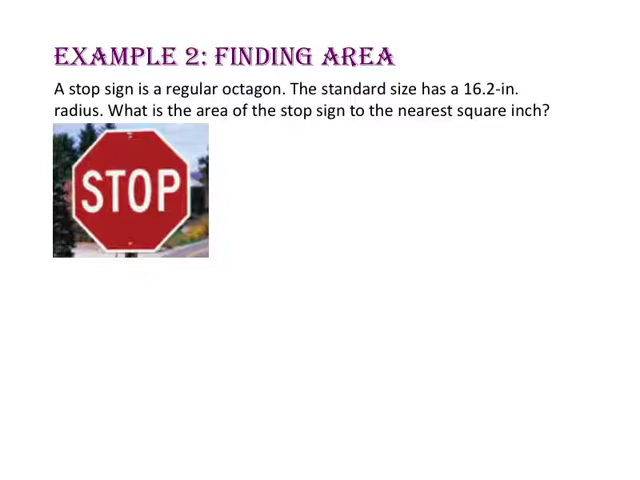 Example 2: Finding Area
A stop sign is a regular octagon. The standard size has a 16.2-in.
radius. What is the area of the stop sign to the nearest square inch?
STOP